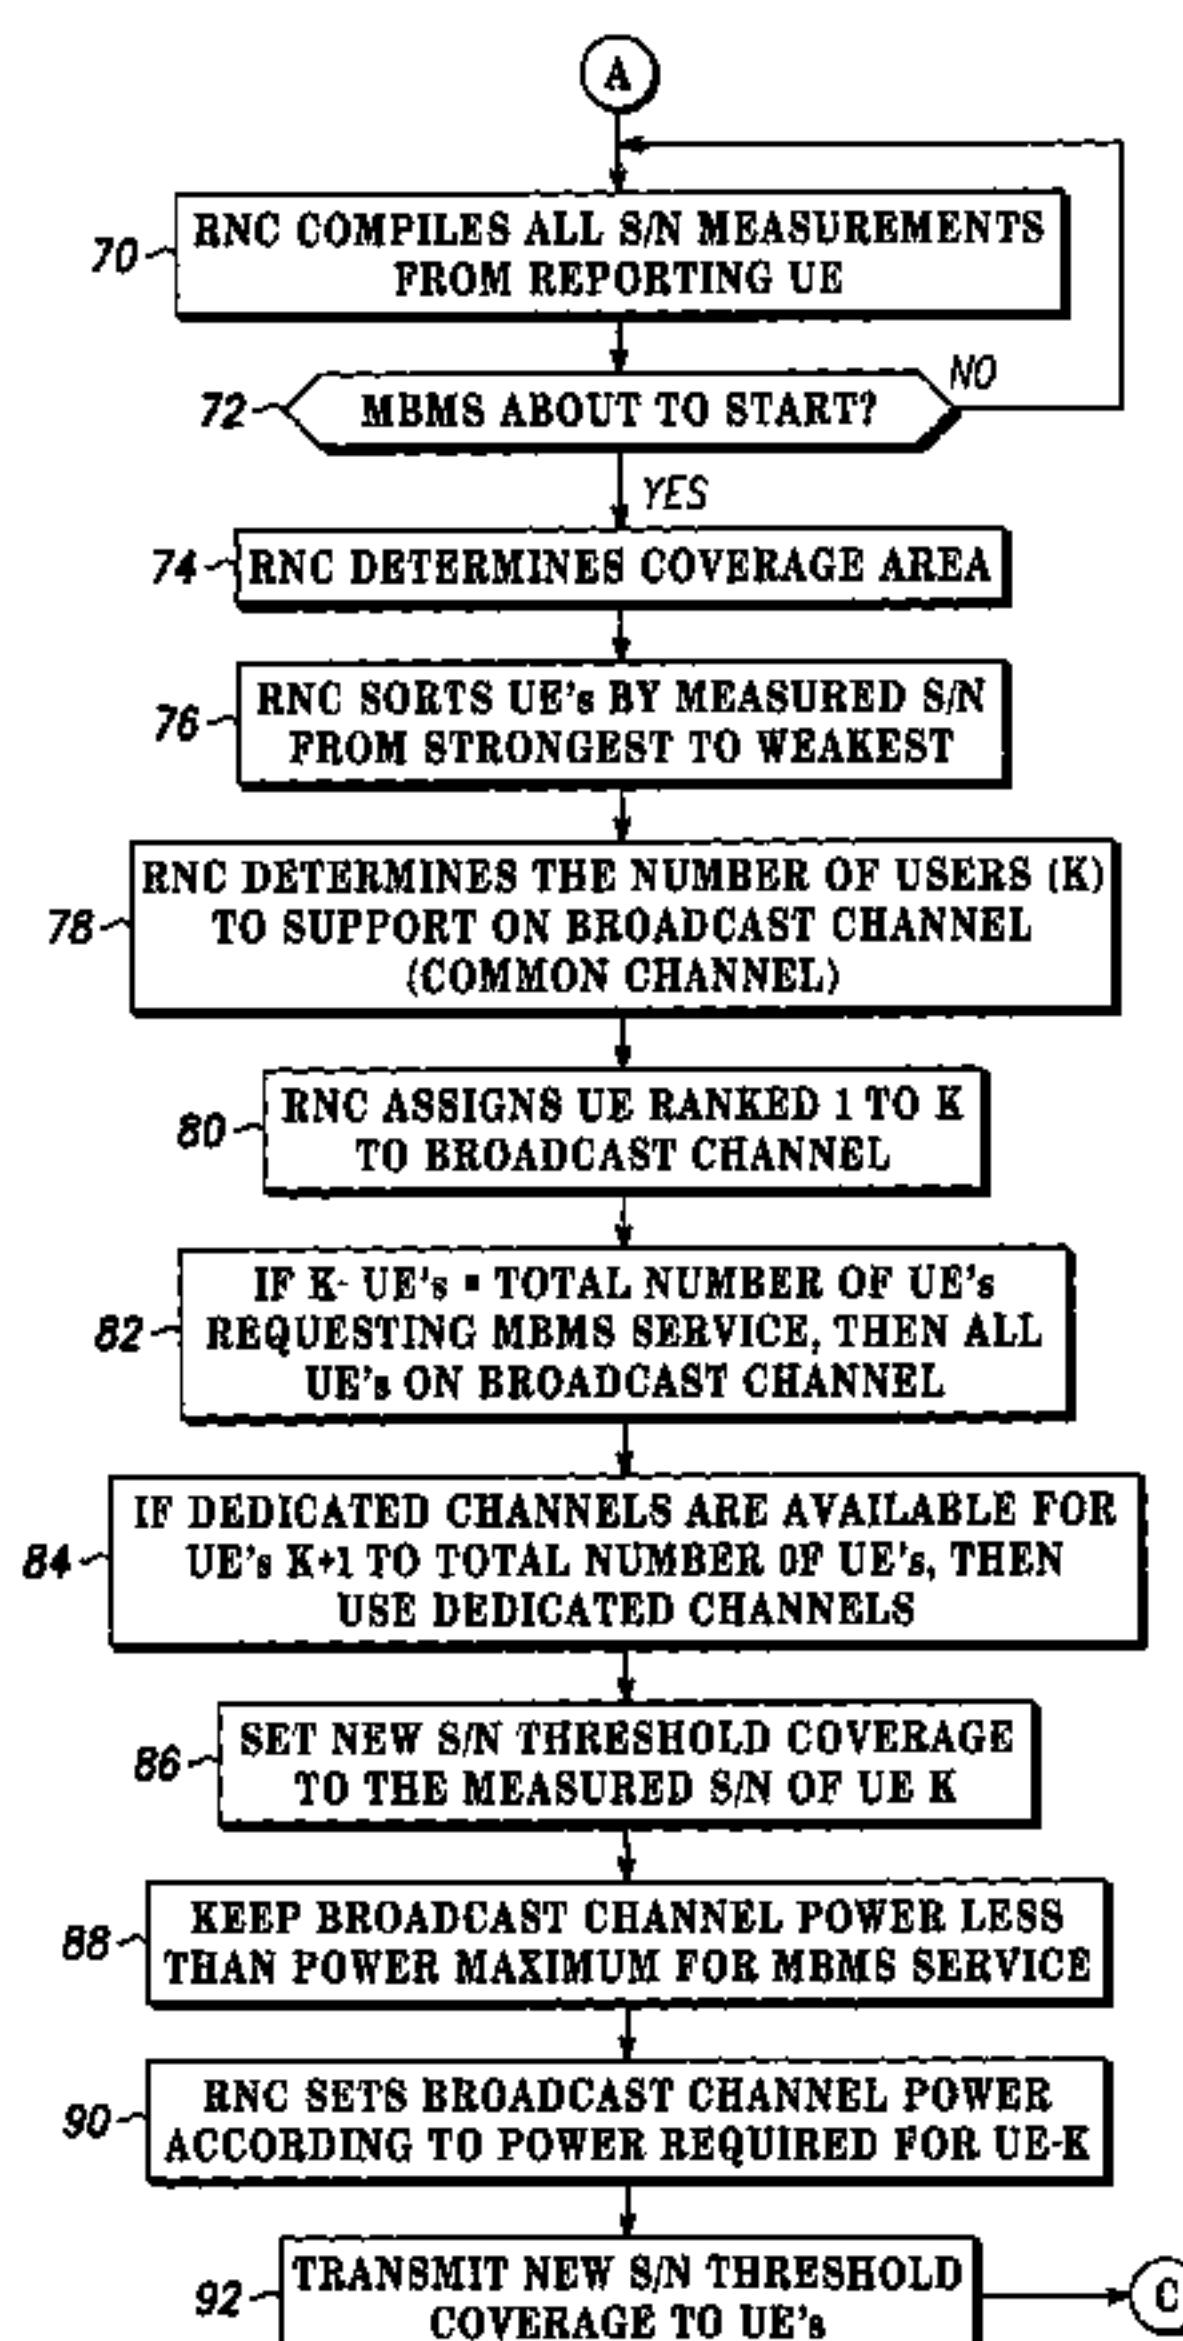 A
70
RNC COMPILES ALL S/N MEASUREMENTS
FROM REPORTING UE
72
MBMS ABOUT TO START?
NO
YES
74
RNC DETERMINES COVERAGE AREA
76
RNC SORTS UE's BY MEASURED S/N
FROM STRONGEST TO WEAKEST
78
RNC DETERMINES THE NUMBER OF USERS (K)
TO SUPPORT ON BROADCAST CHANNEL
(COMMON CHANNEL)
80
RNC ASSIGNS UE RANKED 1 TO K
TO BROADCAST CHANNEL
82
IF K- UE's = TOTAL NUMBER OF UE's
REQUESTING MBMS SERVICE, THEN ALL
UE's ON BROADCAST CHANNEL
84
IF DEDICATED CHANNELS ARE AVAILABLE FOR
UE's K+1 TO TOTAL NUMBER OF UE's, THEN
USE DEDICATED CHANNELS
86
SET NEW S/N THRESHOLD COVERAGE
TO THE MEASURED S/N OF UE K
88
KEEP BROADCAST CHANNEL POWER LESS
THAN POWER MAXIMUM FOR MBMS SERVICE
90
RNC SETS BROADCAST CHANNEL POWER
ACCORDING TO POWER REQUIRED FOR UE-K
92
TRANSMIT NEW S/N THRESHOLD
COVERAGE TO UE's
C